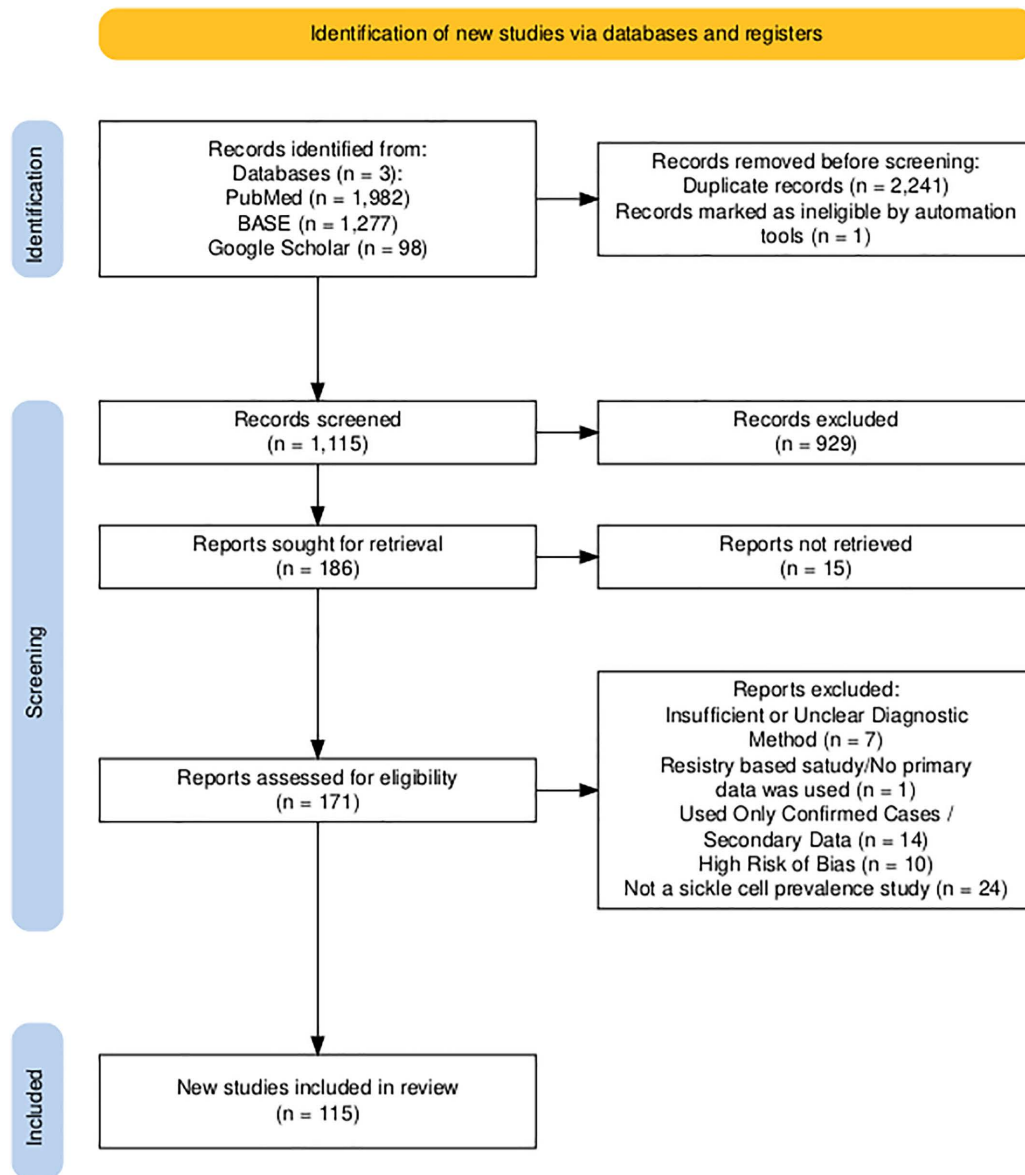 Identification of new studies via databases and registers
Identification
Records identified from:
Databases (n = 3):
PubMed (n = 1,982)
BASE (n = 1,277)
Google Scholar (n = 98)
Records removed before screening:
Duplicate records (n = 2,241)
Records marked as ineligible by automation
tools (n = 1)
Screening
Records screened
(n = 1,115)
Records excluded
(n = 929)
Reports sought for retrieval
(n = 186)
Reports not retrieved
(n = 15)
Reports assessed for eligibility
(n = 171)
Reports excluded:
Insufficient or Unclear Diagnostic
Method (n = 7)
Resistry based satudy/No primary
data was used (n = 1)
Used Only Confirmed Cases /
Secondary Data (n = 14)
High Risk of Bias (n = 10)
Not a sickle cell prevalence study (n = 24)
Included
New studies included in review
(n = 115)